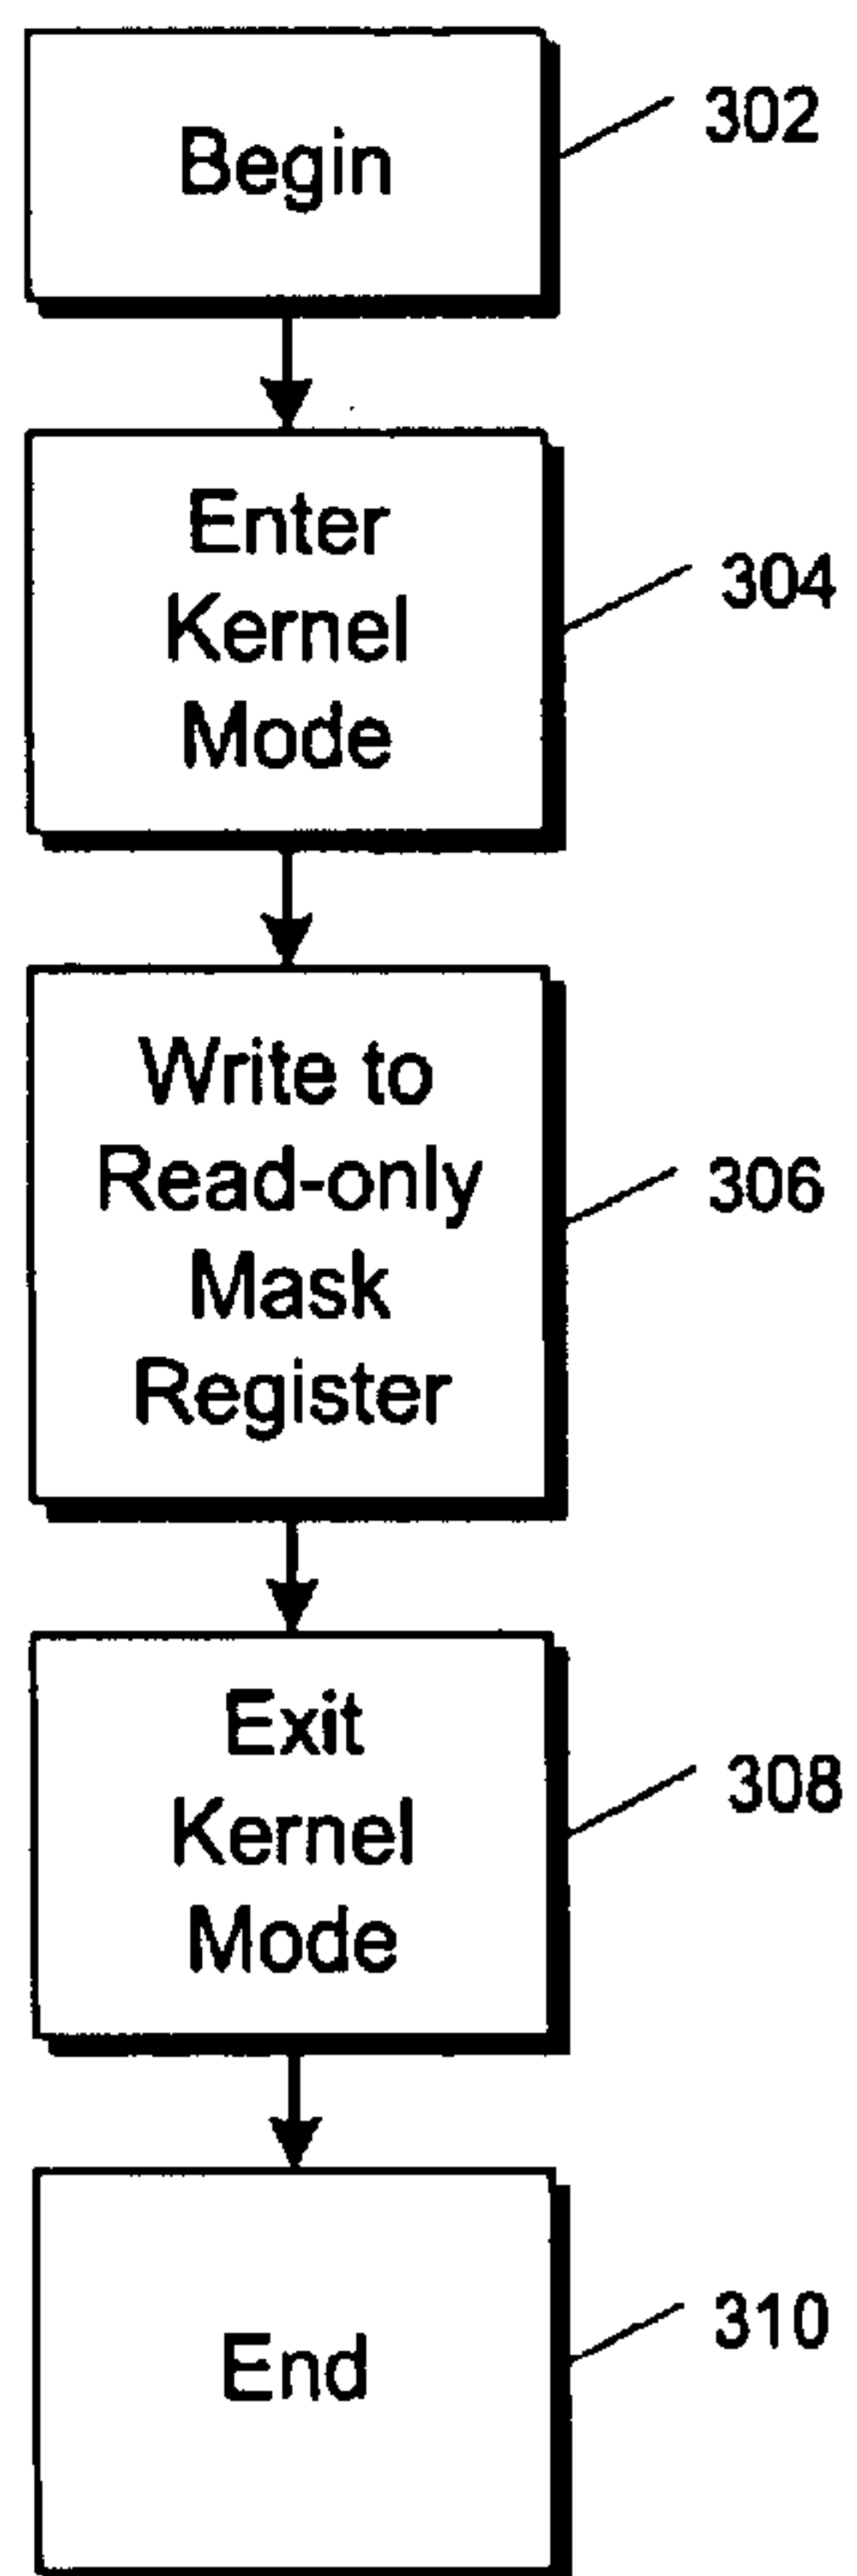 Begin
302
Enter
Kernel
Mode
304
Write to
Read-only
Mask
Register
306
Exit
Kernel
Mode
308
End
310